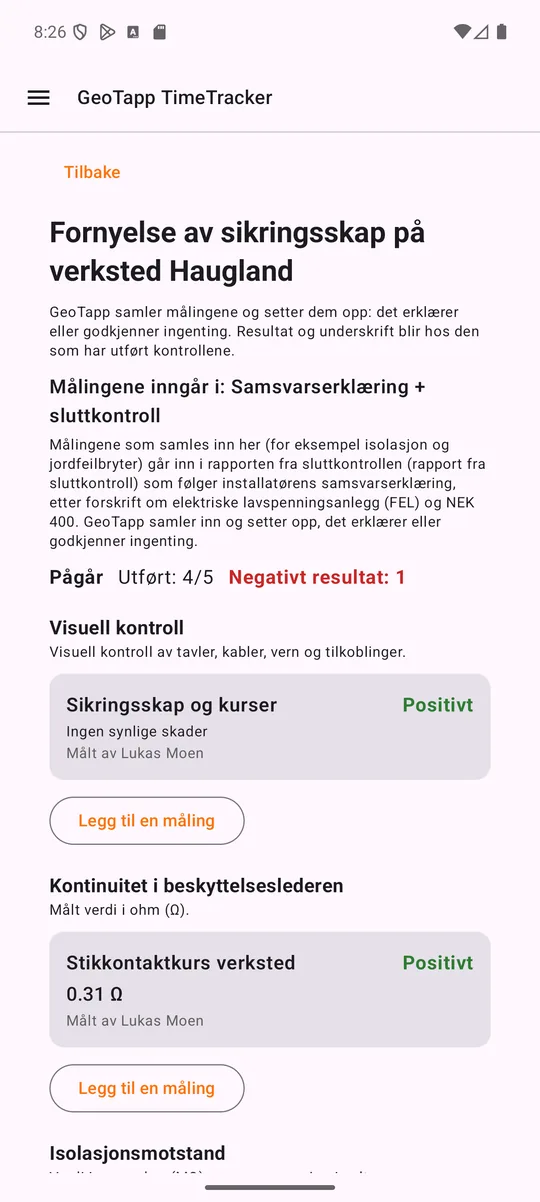 8:26
GeoTapp TimeTracker
Tilbake
Fornyelse av sikringsskap på
verksted Haugland
GeoTapp samler målingene og setter dem opp: det erklærer
eller godkjenner ingenting. Resultat og underskrift blir hos den
som har utført kontrollene.
Målingene inngår i: Samsvarserklæring +
sluttkontroll
Målingene som samles inn her (for eksempel isolasjon og
jordfeilbryter) går inn i rapporten fra sluttkontrollen (rapport fra
sluttkontroll) som følger installatørens samsvarserklæring,
etter forskrift om elektriske lavspenningsanlegg (FEL) og NEK
400. GeoTapp samler inn og setter opp, det erklærer eller
godkjenner ingenting.
Pågår Utført: 4/5 Negativt resultat: 1
Visuell kontroll
Visuell kontroll av tavler, kabler, vern og tilkoblinger.
Sikringsskap og kurser Positivt
Ingen synlige skader
Målt av Lukas Moen
Legg til en måling
Kontinuitet i beskyttelseslederen
Målt verdi i ohm (Ω).
Stikkontaktkurs verksted Positivt
0.31 Ω
Målt av Lukas Moen
Legg til en måling
Isolasjonsmotstand